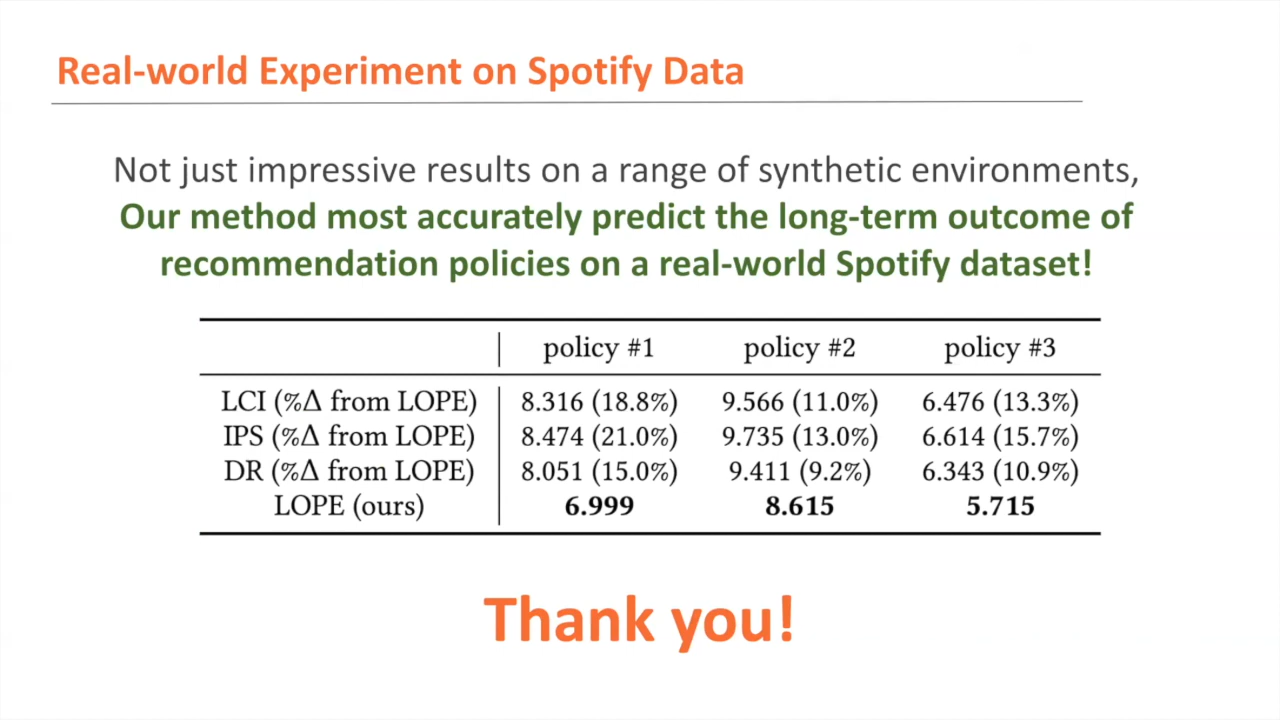 Real-world Experiment on Spotify Data
Not just impressive results on a range of synthetic environments,
Our method most accurately predict the long-term outcome of
recommendation policies on a real-world Spotify dataset!
policy #1 policy #2 policy #3
LCI (%Δ from LOPE) 8.316 (18.8%) 9.566 (11.0%) 6.476 (13.3%)
IPS (%Δ from LOPE) 8.474 (21.0%) 9.735 (13.0%) 6.614 (15.7%)
DR (%Δ from LOPE) 8.051 (15.0%) 9.411 (9.2%) 6.343 (10.9%)
LOPE (ours) 6.999 8.615 5.715
Thank you!